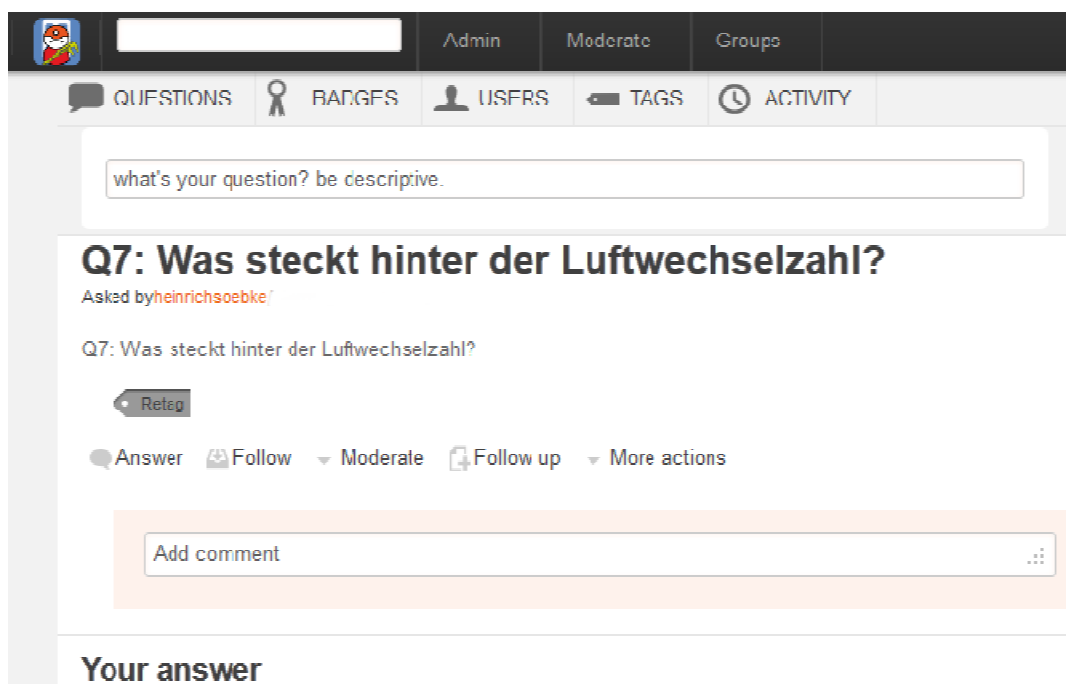 Admin Moderate Groups
QUESTIONS BADGES USERS TAGS ACTIVITY
what's your question? be descriptive.
Q7: Was steckt hinter der Luftwechselzahl?
Asked byheinrichsoebke
Q7: Was steckt hinter der Luftwechselzahl?
Retag
Answer Follow Moderate Follow up More actions
Add comment
Your answer